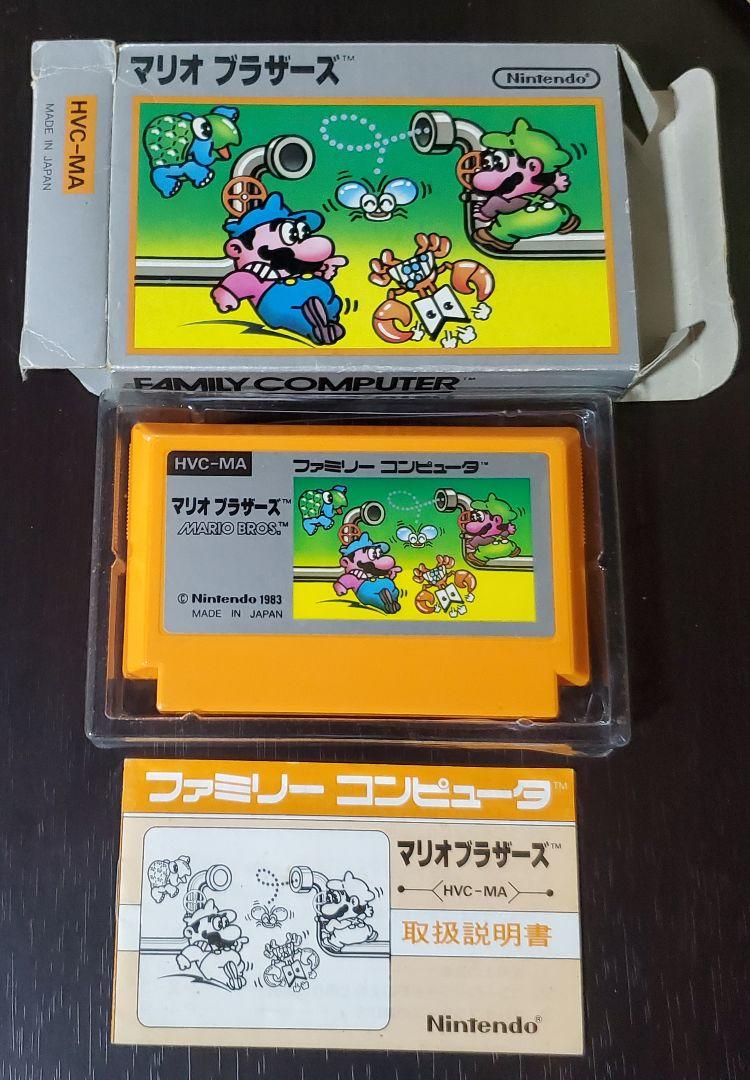 マリオ ブラザーズ™
Nintendo®
HVC-MA
MADE IN JAPAN
FAMILY COMPUTER™
HVC-MA
ファミリー コンピュータ™
マリオ ブラザーズ™
MARIO BROS.™
© Nintendo 1983
MADE IN JAPAN
ファミリー コンピュータ™
マリオブラザーズ™
HVC-MA
取扱説明書
Nintendo®